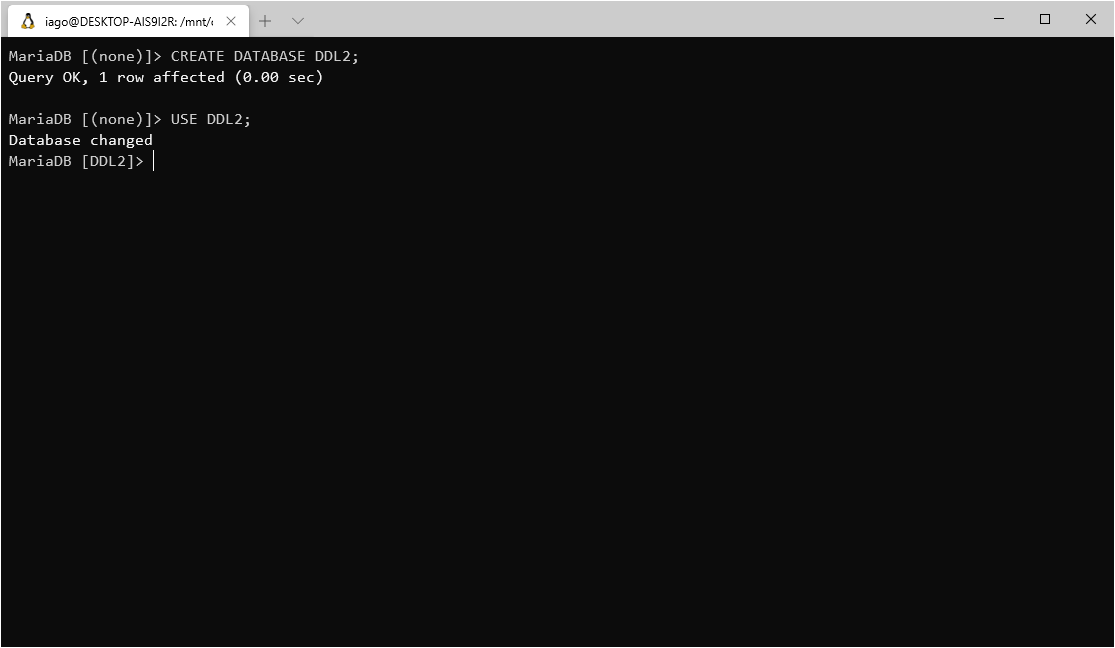 iago@DESKTOP-AIS9I2R: /mnt/c
MariaDB [(none)]> CREATE DATABASE DDL2;
Query OK, 1 row affected (0.00 sec)
MariaDB [(none)]> USE DDL2;
Database changed
MariaDB [DDL2]>